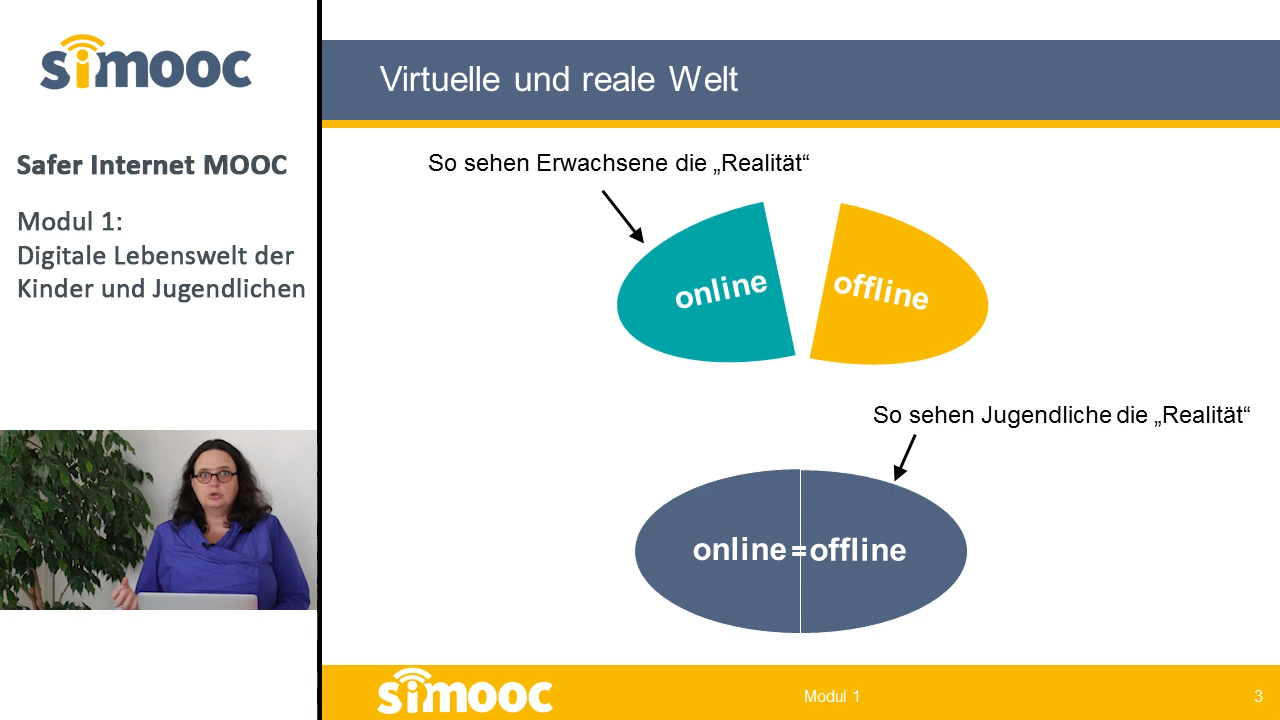 simooc
Safer Internet MOOC
Modul 1:
Digitale Lebenswelt der
Kinder und Jugendlichen
Virtuelle und reale Welt
So sehen Erwachsene die „Realität“
online
offline
So sehen Jugendliche die „Realität“
online = offline
simooc
Modul 1
3